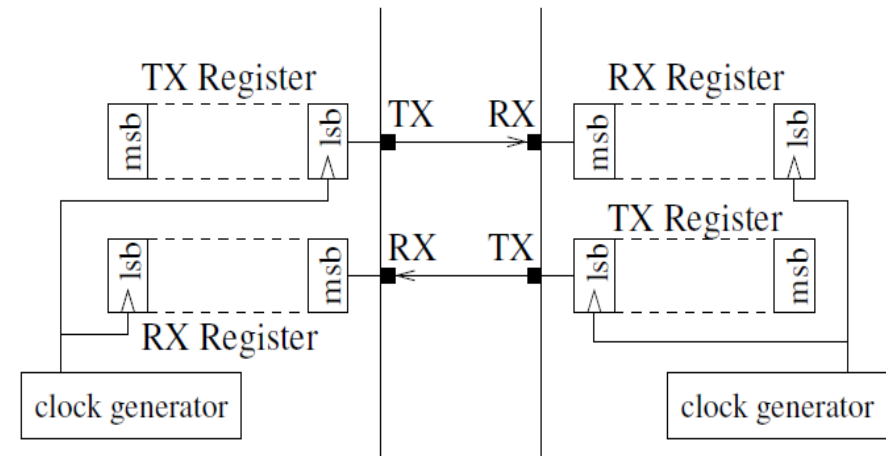 TX Register
RX Register
msb
lsb
TX
RX
msb
lsb
TX Register
lsb
msb
RX
TX
lsb
msb
RX Register
clock generator
clock generator